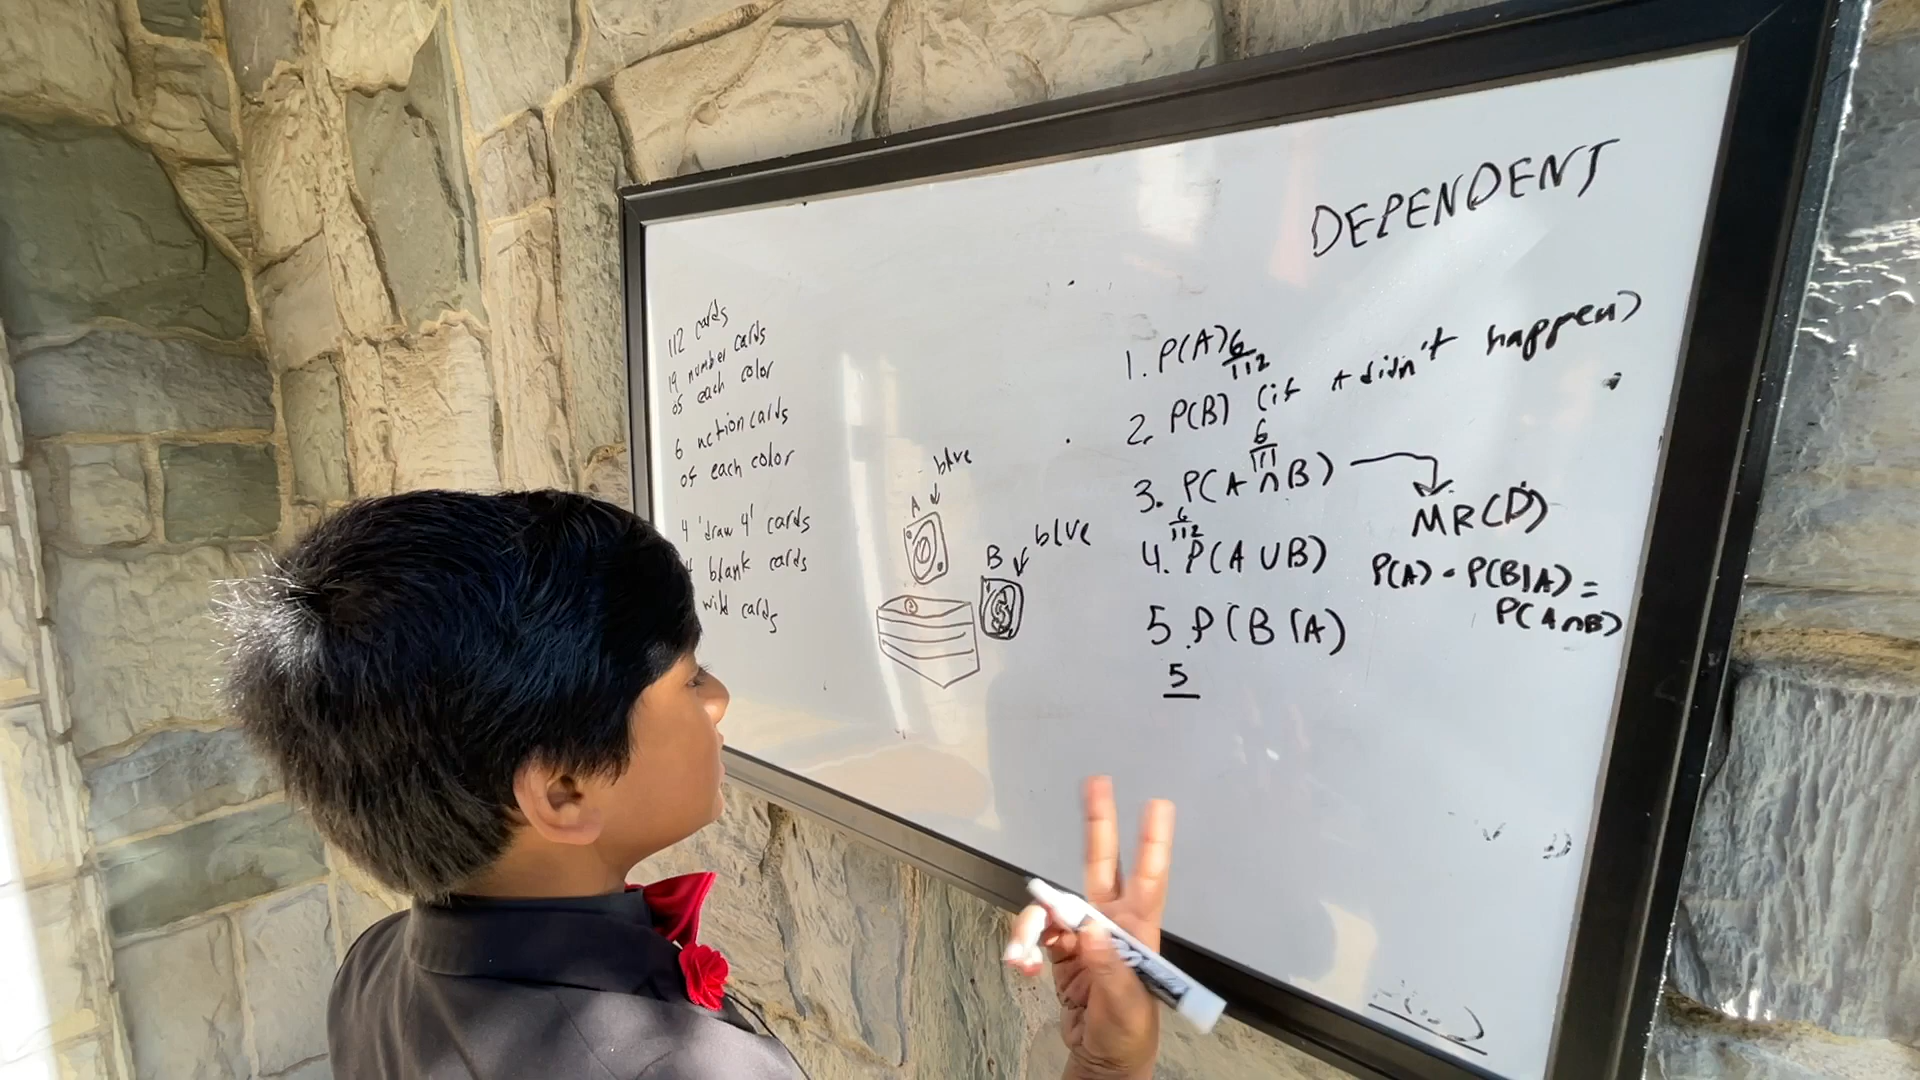 DEPENDENT
112 cards
19 number cards
of each color
6 action cards
of each color
4 'draw 4' cards
4 blank cards
wild cards
blue
A
blue
B
1. P(A) 6/112
2. P(B) (if A didn't happen)
6/111
3. P(A∩B)
MR(D)
6/112
4. P(A∪B)
P(A) · P(B|A) =
P(A∩B)
5. P(B|A)
5